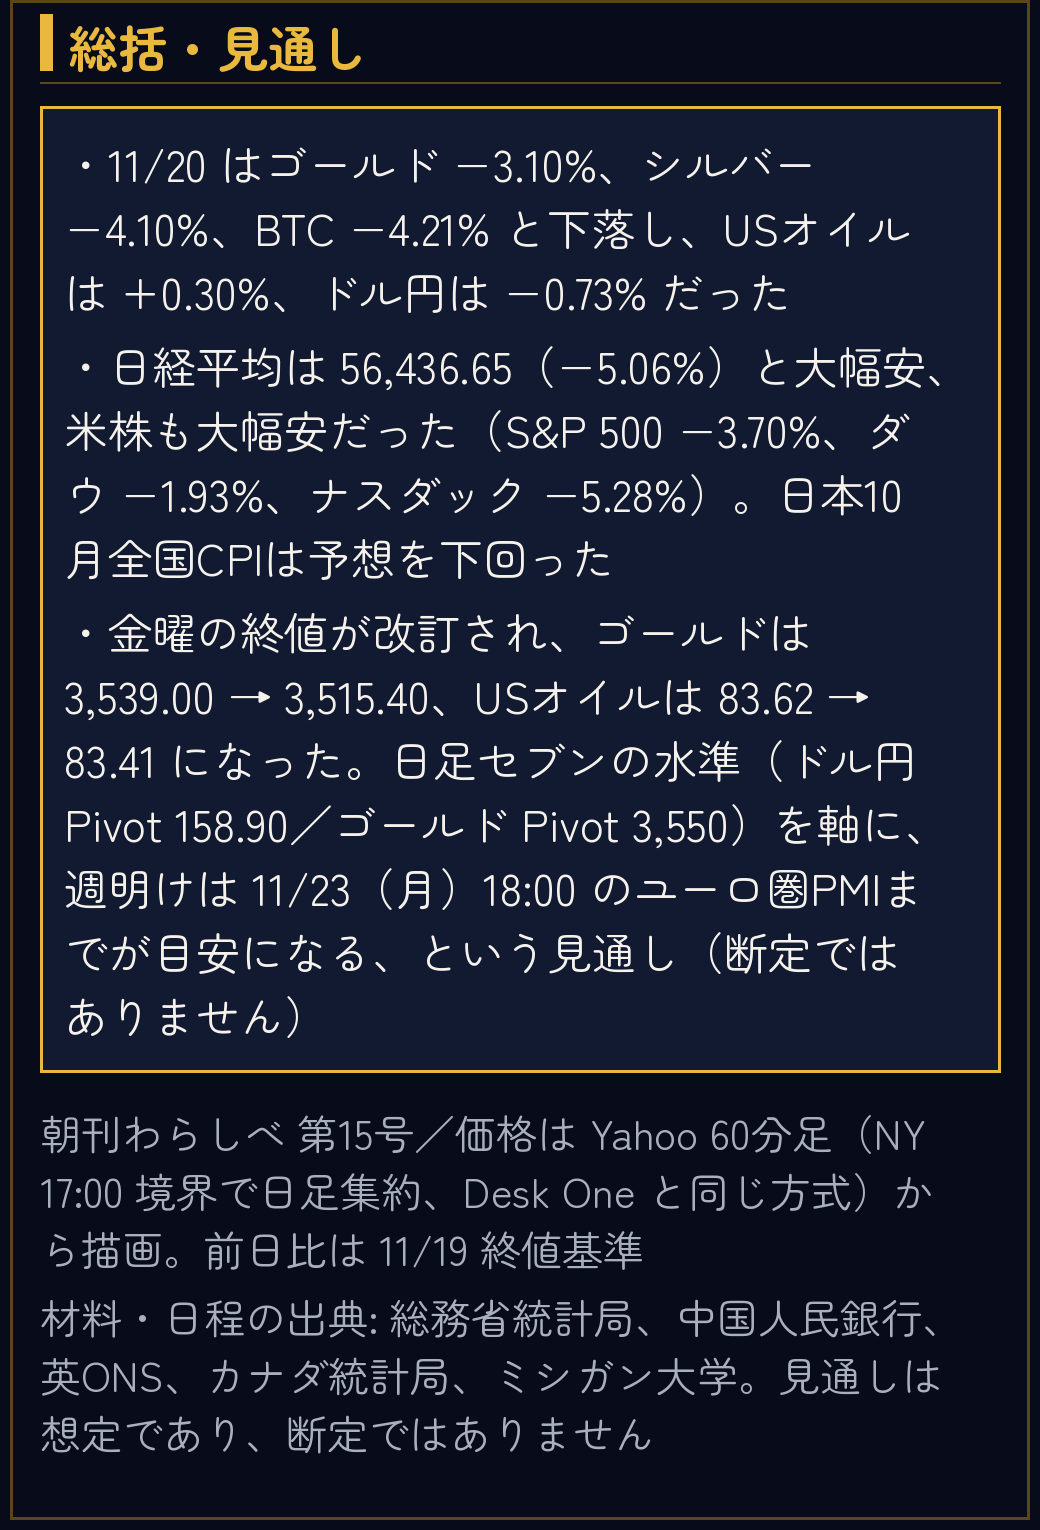 総括・見通し
・11/20 はゴールド −3.10%、シルバー
−4.10%、BTC −4.21% と下落し、USオイル
は +0.30%、ドル円は −0.73% だった
・日経平均は 56,436.65（−5.06%）と大幅安、
米株も大幅安だった（S&P 500 −3.70%、ダ
ウ −1.93%、ナスダック −5.28%）。日本10
月全国CPIは予想を下回った
・金曜の終値が改訂され、ゴールドは
3,539.00 → 3,515.40、USオイルは 83.62 →
83.41 になった。日足セブンの水準（ドル円
Pivot 158.90／ゴールド Pivot 3,550）を軸に、
週明けは 11/23（月）18:00 のユーロ圏PMIま
でが目安になる、という見通し（断定では
ありません）
朝刊わらしべ 第15号／価格は Yahoo 60分足（NY
17:00 境界で日足集約、Desk One と同じ方式）か
ら描画。前日比は 11/19 終値基準
材料・日程の出典: 総務省統計局、中国人民銀行、
英ONS、カナダ統計局、ミシガン大学。見通しは
想定であり、断定ではありません